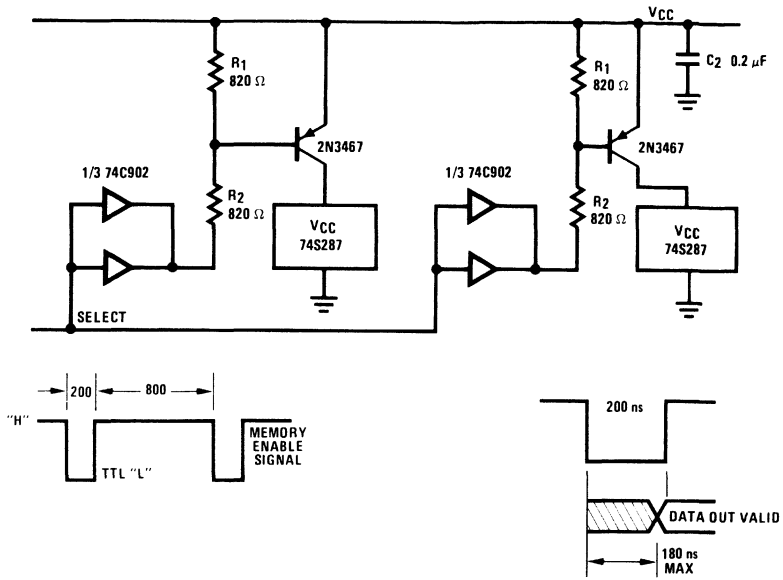 VCC
R1
820 Ω
2N3467
1/3 74C902
R2
820 Ω
VCC
74S287
R1
820 Ω
C2 0.2 μF
2N3467
1/3 74C902
R2
820 Ω
VCC
74S287
SELECT
200
800
"H"
MEMORY
ENABLE
SIGNAL
TTL "L"
200 ns
DATA OUT VALID
180 ns
MAX